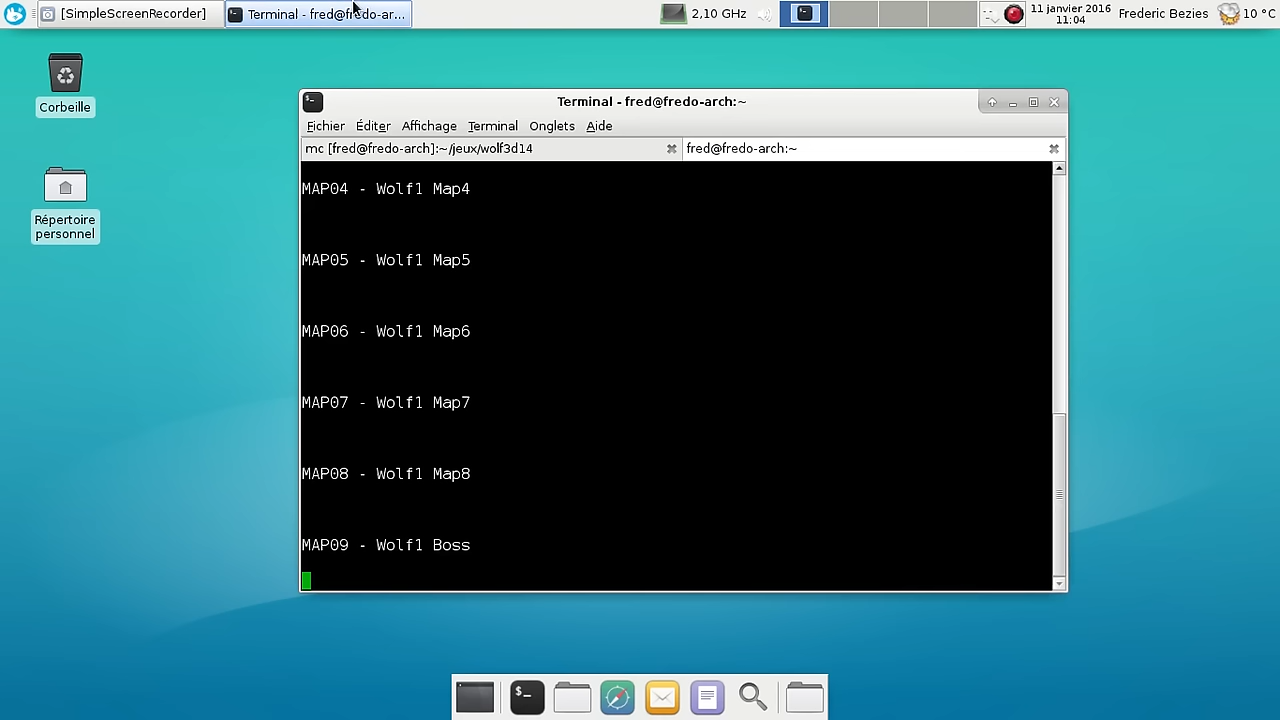 [SimpleScreenRecorder]
Terminal - fred@fredo-ar...
2,10 GHz
11 janvier 2016
11:04
Frederic Bezies
10 °C
Corbeille
Répertoire
personnel
Terminal - fred@fredo-arch:~
Fichier Éditer Affichage Terminal Onglets Aide
mc [fred@fredo-arch]:~/jeux/wolf3d14
fred@fredo-arch:~
MAP04 - Wolf1 Map4
MAP05 - Wolf1 Map5
MAP06 - Wolf1 Map6
MAP07 - Wolf1 Map7
MAP08 - Wolf1 Map8
MAP09 - Wolf1 Boss